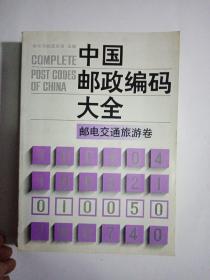 COMPLETE
POST CODES
OF CHINA
中国
邮政编码
大全
邮电交通旅游卷
010050